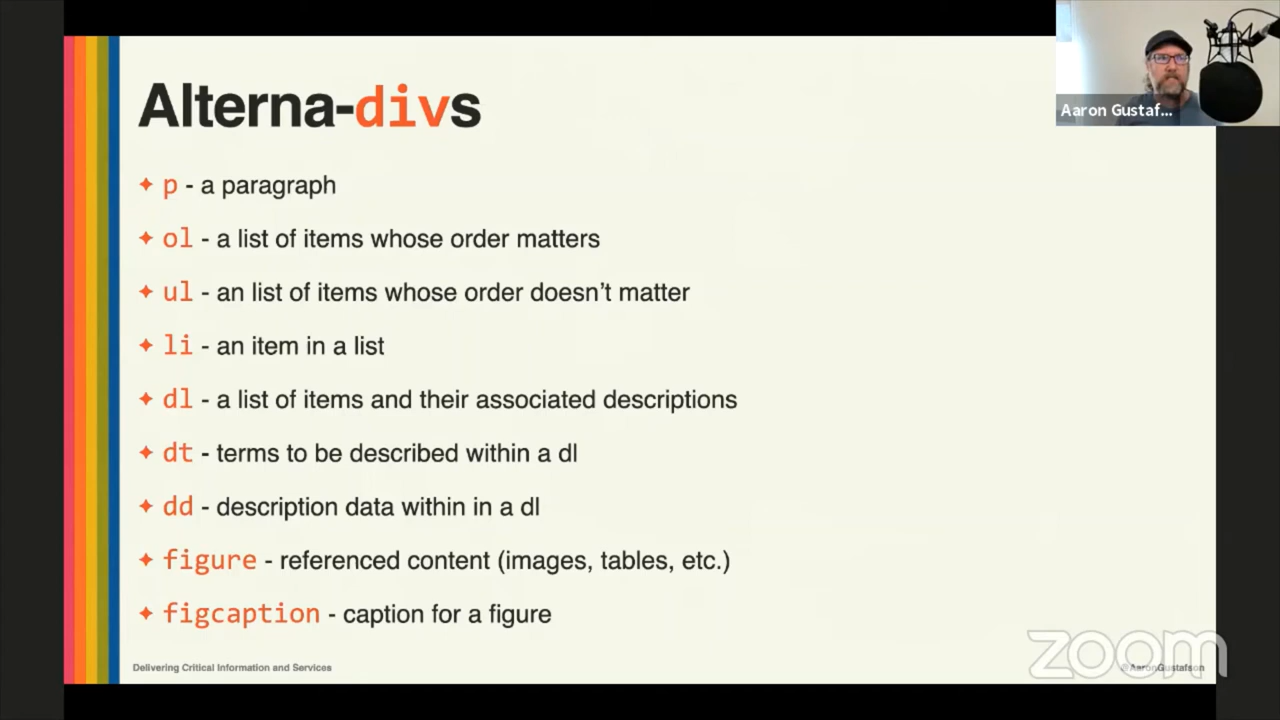 Aaron Gustaf...
Alterna-divs
✦ p - a paragraph
✦ ol - a list of items whose order matters
✦ ul - an list of items whose order doesn't matter
✦ li - an item in a list
✦ dl - a list of items and their associated descriptions
✦ dt - terms to be described within a dl
✦ dd - description data within in a dl
✦ figure - referenced content (images, tables, etc.)
✦ figcaption - caption for a figure
Delivering Critical Information and Services
@AaronGustafson
zoom